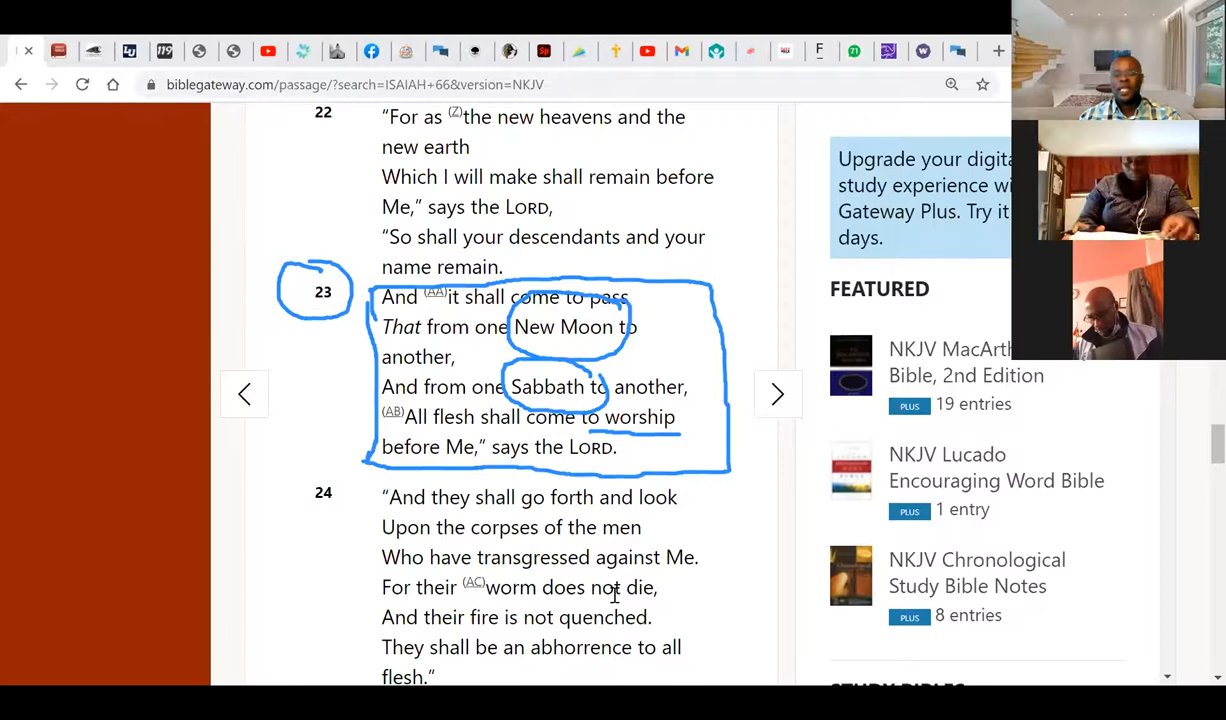 biblegateway.com/passage/?search=ISAIAH+66&version=NKJV
22
“For as (Z)the new heavens and the
new earth
Which I will make shall remain before
Me,” says the LORD,
“So shall your descendants and your
name remain.
23
And (AA)it shall come to pass
That from one New Moon to
another,
And from one Sabbath to another,
(AB)All flesh shall come to worship
before Me,” says the LORD.
24
“And they shall go forth and look
Upon the corpses of the men
Who have transgressed against Me.
For their (AC)worm does not die,
And their fire is not quenched.
They shall be an abhorrence to all
flesh.”
Upgrade your digita
study experience wi
Gateway Plus. Try it
days.
FEATURED
NKJV MacArth
Bible, 2nd Edition
PLUS 19 entries
NKJV Lucado
Encouraging Word Bible
PLUS 1 entry
NKJV Chronological
Study Bible Notes
PLUS 8 entries
STUDY BIBLES